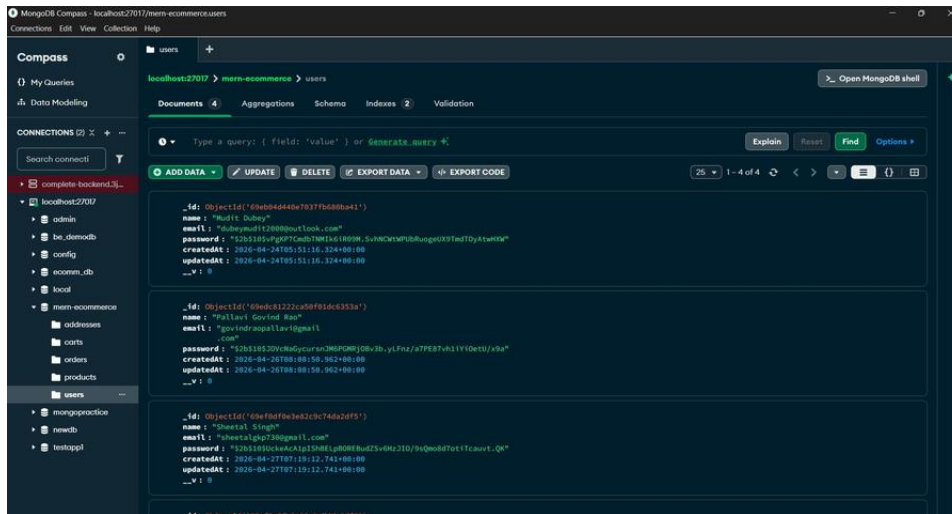 MongoDB Compass - localhost:27017/mern-ecommerce.users
Connections Edit View Collection Help
Compass
users
My Queries
Data Modeling
CONNECTIONS (2)
Search connecti
complete-backend.3j...
localhost:27017
admin
be_demodb
config
ecomm_db
local
mern-ecommerce
addresses
carts
orders
products
users
mongopractice
newdb
testapp1
localhost:27017 > mern-ecommerce > users
>_ Open MongoDB shell
Documents 4 Aggregations Schema Indexes 2 Validation
Type a query: { field: 'value' } or Generate query
Explain Reset Find Options
ADD DATA UPDATE DELETE EXPORT DATA EXPORT CODE
25 1-4 of 4
_id: ObjectId('69eb04d440e7037fb680ba41')
name : "Mudit Dubey"
email : "dubeymudit2000@outlook.com"
password :
createdAt : 2026-04-24T05:51:16.324+00:00
updatedAt : 2026-04-24T05:51:16.324+00:00
__v : 0
_id: ObjectId('69edc81222ca50f01dc6353a')
name : "Pallavi Govind Rao"
email : "govindraopallavi@gmail
.com"
password :
createdAt : 2026-04-26T08:08:50.962+00:00
updatedAt : 2026-04-26T08:08:50.962+00:00
__v : 0
_id: ObjectId('69ef0df0e3e82c9c74da2df5')
name : "Sheetal Singh"
email : "sheetalgkp730@gmail.com"
password :
createdAt : 2026-04-27T07:19:12.741+00:00
updatedAt : 2026-04-27T07:19:12.741+00:00
__v : 0